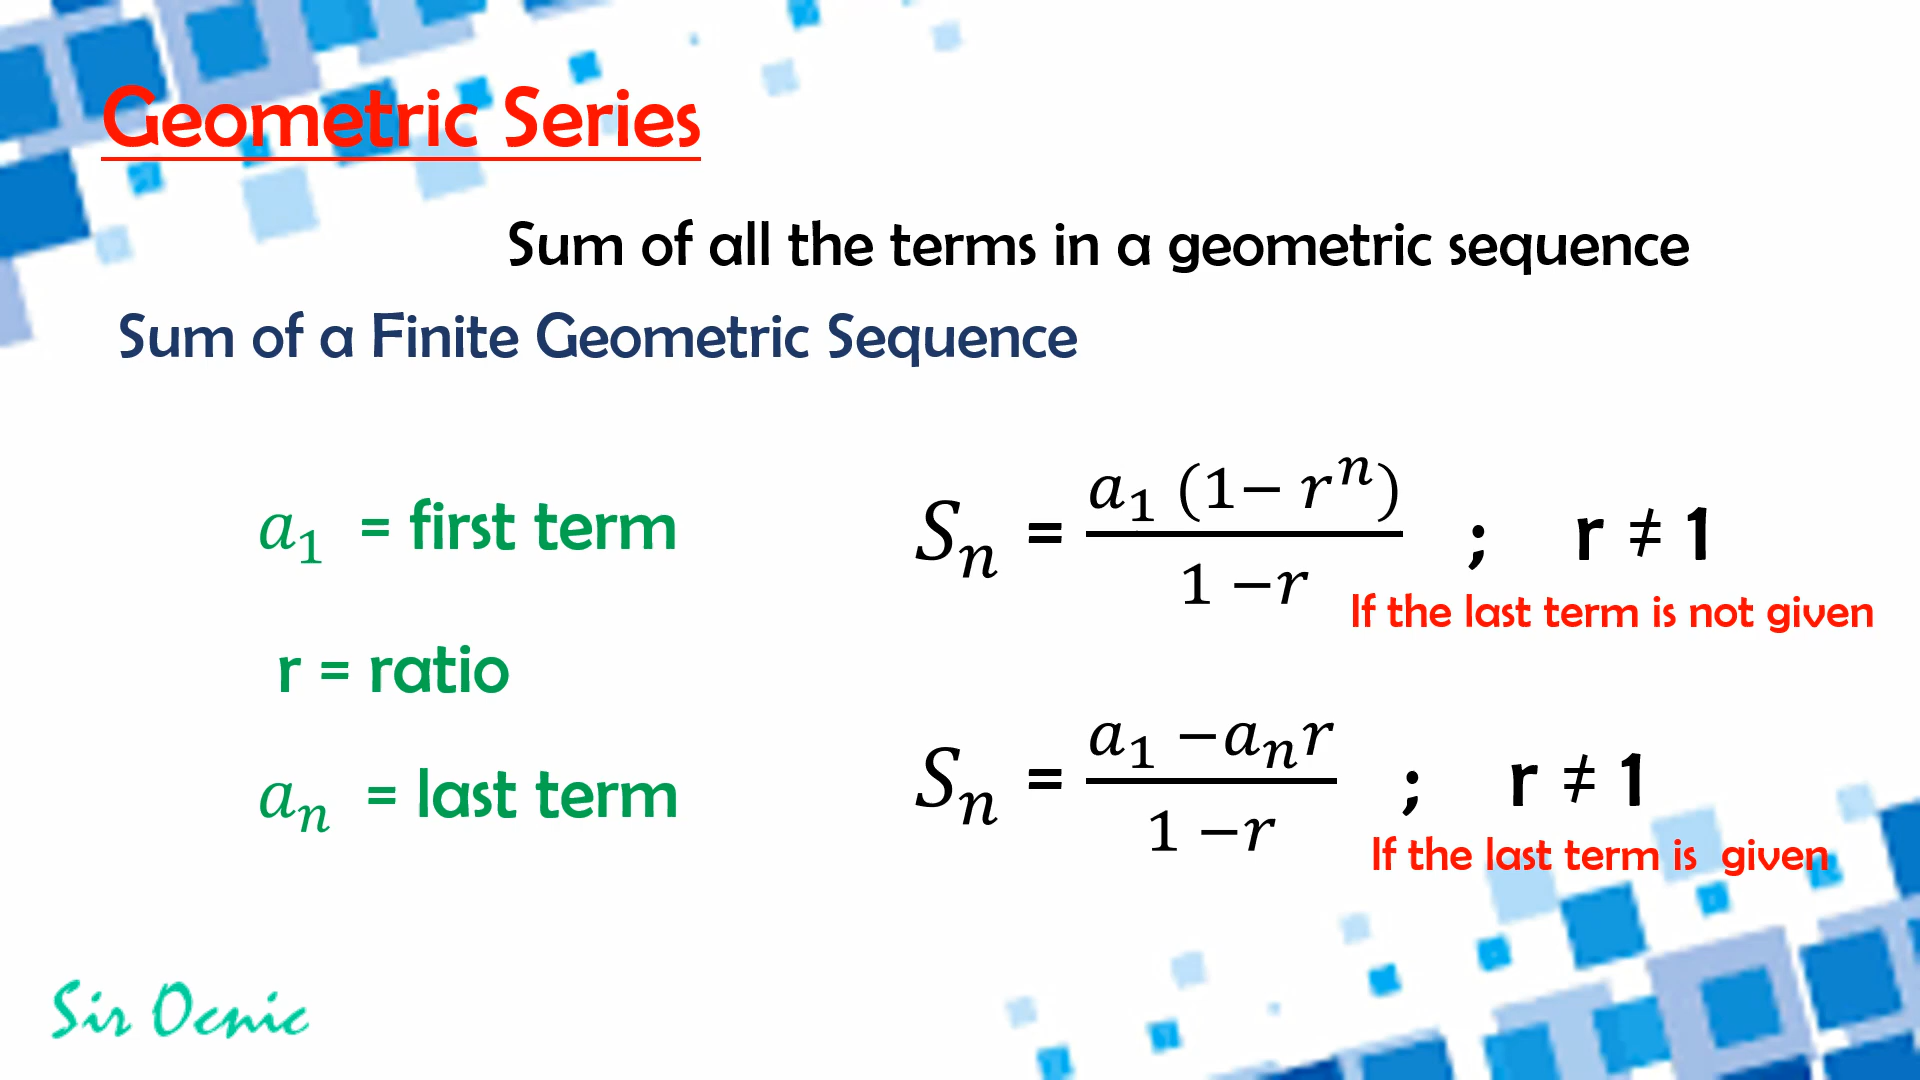 Geometric Series
Sum of all the terms in a geometric sequence
Sum of a Finite Geometric Sequence
a₁ = first term
Sₙ = a₁ (1− rⁿ) / 1 −r ; r ≠ 1
If the last term is not given
r = ratio
aₙ = last term
Sₙ = a₁ −aₙr / 1 −r ; r ≠ 1
If the last term is given
Sir Ocnic